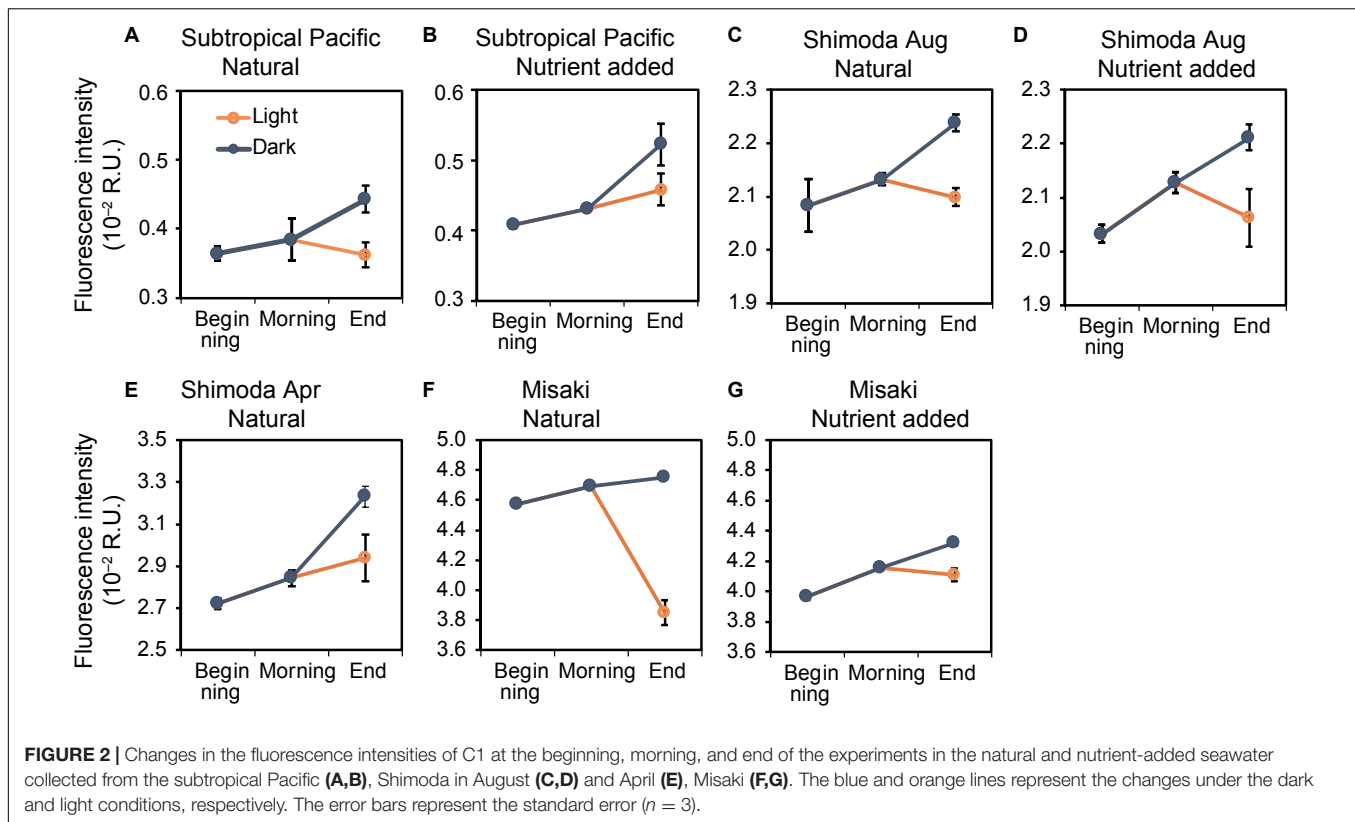 A Subtropical Pacific Natural
B Subtropical Pacific Nutrient added
C Shimoda Aug Natural
D Shimoda Aug Nutrient added
Fluorescence intensity
(10⁻² R.U.)
0.6
0.5
0.4
0.3
Light
Dark
Begin
ning
Morning
End
0.6
0.5
0.4
0.3
Begin
ning
Morning
End
2.3
2.2
2.1
2.0
1.9
Begin
ning
Morning
End
2.3
2.2
2.1
2.0
1.9
Begin
ning
Morning
End
E Shimoda Apr Natural
F Misaki Natural
G Misaki Nutrient added
Fluorescence intensity
(10⁻² R.U.)
3.5
3.3
3.1
2.9
2.7
2.5
Begin
ning
Morning
End
5.0
4.8
4.6
4.4
4.2
4.0
3.8
3.6
Begin
ning
Morning
End
5.0
4.8
4.6
4.4
4.2
4.0
3.8
3.6
Begin
ning
Morning
End
FIGURE 2 | Changes in the fluorescence intensities of C1 at the beginning, morning, and end of the experiments in the natural and nutrient-added seawater
collected from the subtropical Pacific (A,B), Shimoda in August (C,D) and April (E), Misaki (F,G). The blue and orange lines represent the changes under the dark
and light conditions, respectively. The error bars represent the standard error (n = 3).